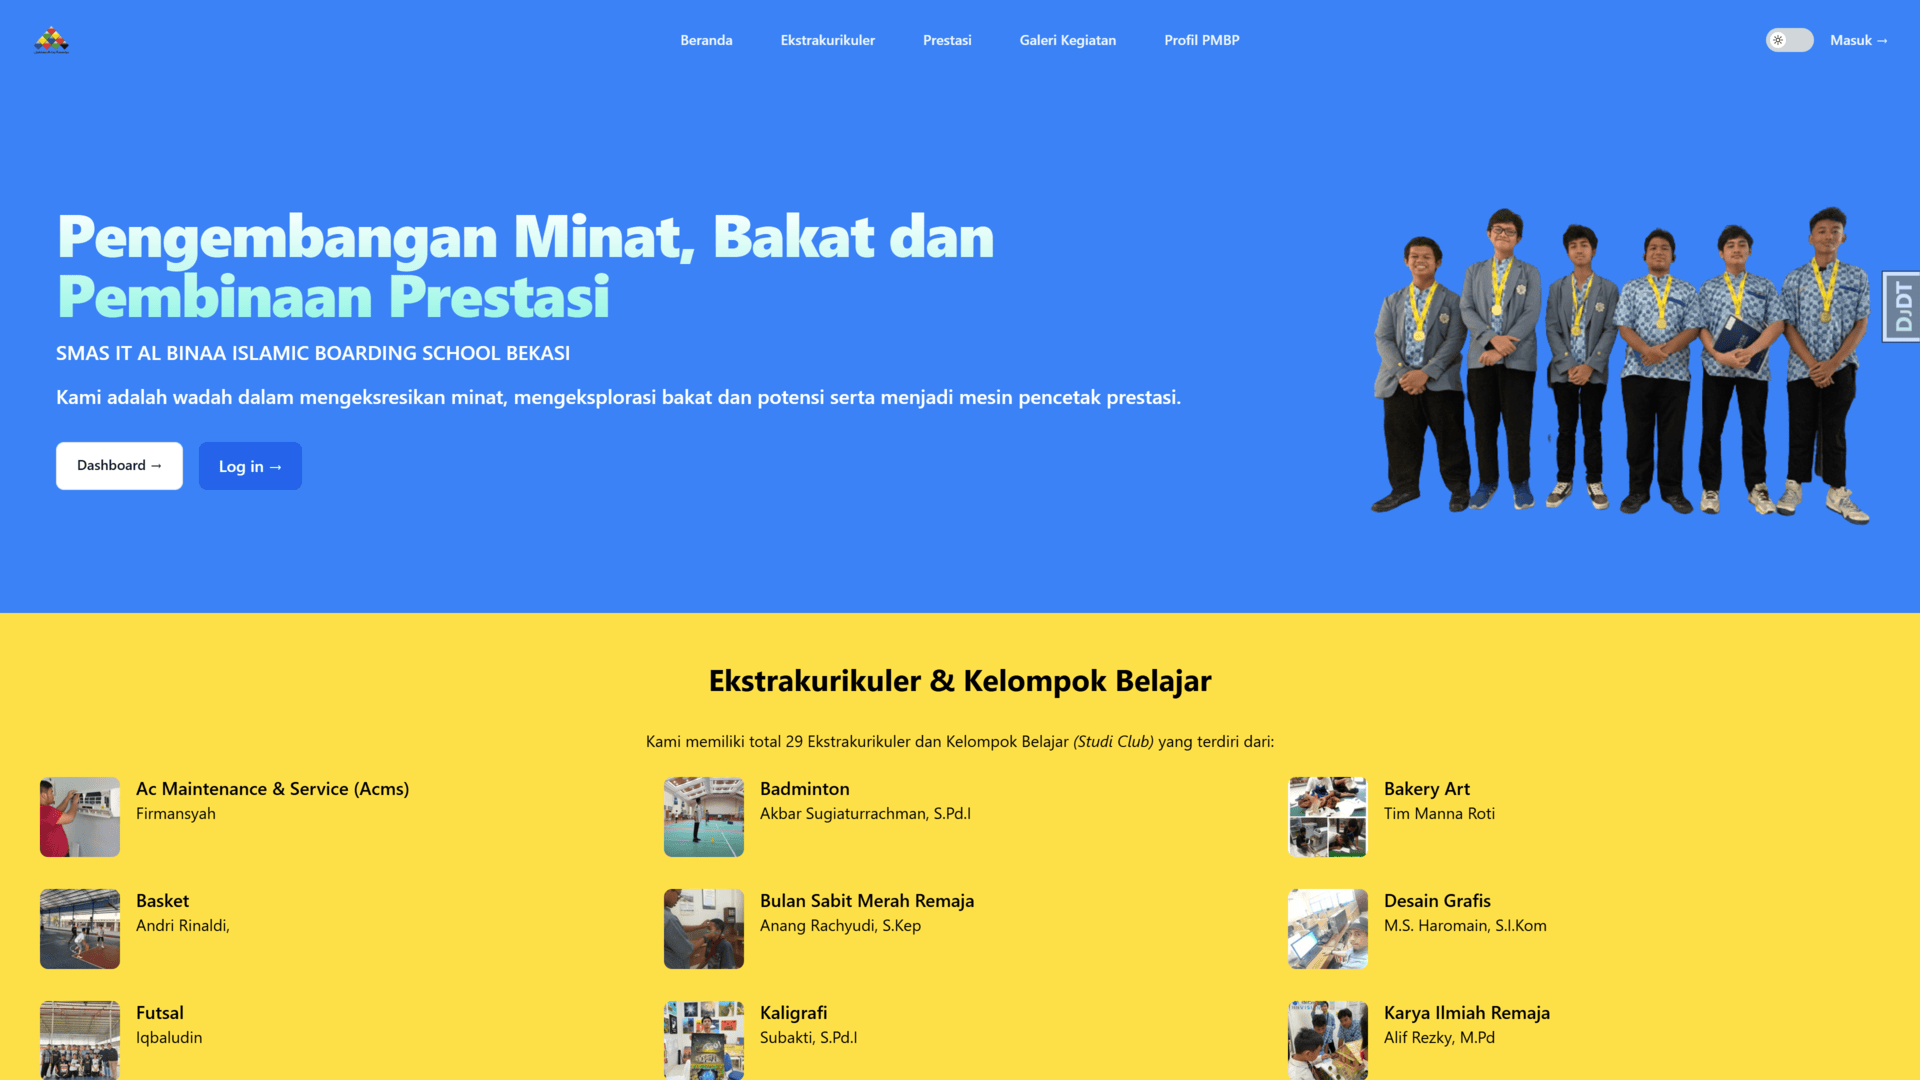 Beranda
Ekstrakurikuler
Prestasi
Galeri Kegiatan
Profil PMBP
Masuk →
Pengembangan Minat, Bakat dan
Pembinaan Prestasi
SMAS IT AL BINAA ISLAMIC BOARDING SCHOOL BEKASI
Kami adalah wadah dalam mengeksresikan minat, mengeksplorasi bakat dan potensi serta menjadi mesin pencetak prestasi.
Dashboard →
Log in →
DJDT
Ekstrakurikuler & Kelompok Belajar
Kami memiliki total 29 Ekstrakurikuler dan Kelompok Belajar (Studi Club) yang terdiri dari:
Ac Maintenance & Service (Acms)
Firmansyah
Badminton
Akbar Sugiaturrachman, S.Pd.I
Bakery Art
Tim Manna Roti
Basket
Andri Rinaldi,
Bulan Sabit Merah Remaja
Anang Rachyudi, S.Kep
Desain Grafis
M.S. Haromain, S.I.Kom
Futsal
Iqbaludin
Kaligrafi
Subakti, S.Pd.I
Karya Ilmiah Remaja
Alif Rezky, M.Pd